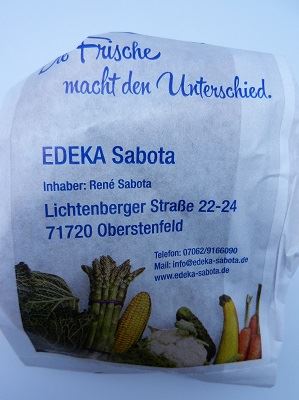 Die Frische
macht den Unterschied.
EDEKA Sabota
Inhaber: René Sabota
Lichtenberger Straße 22-24
71720 Oberstenfeld
Telefon: 07062/9166090
Mail: info@edeka-sabota.de
www.edeka-sabota.de